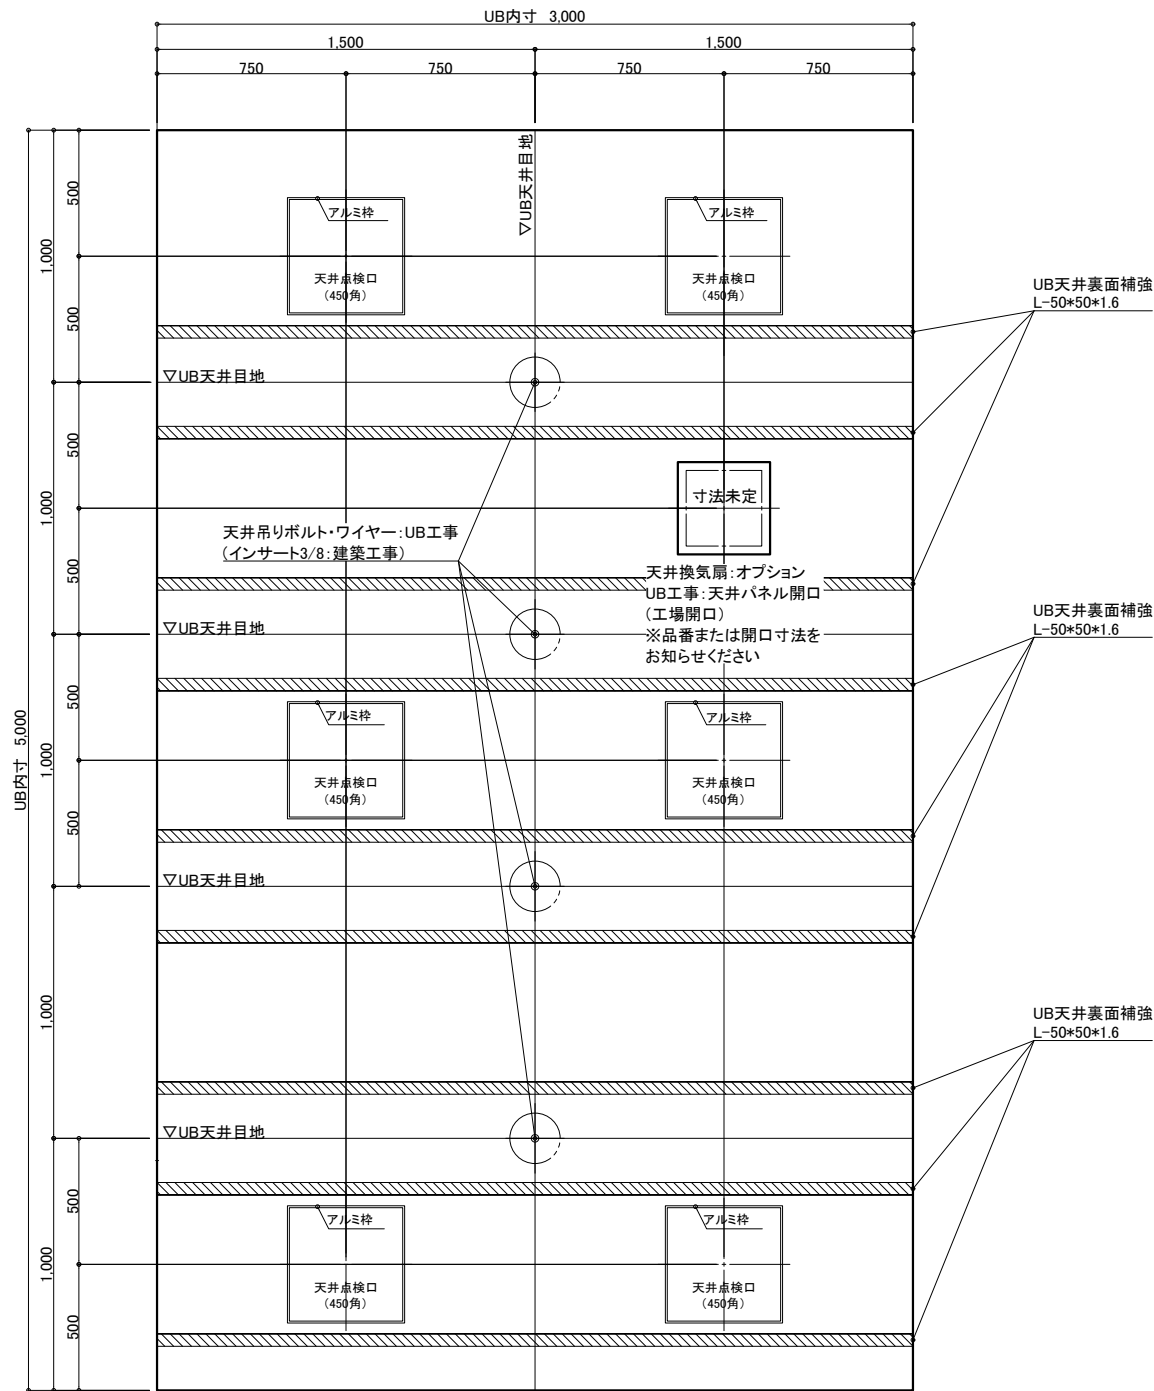 UB内寸 3,000
1,500
1,500
750
750
750
750
▽UB天井目地
500
1,000
500
アルミ枠
天井点検口
(450角)
アルミ枠
天井点検口
(450角)
UB天井裏面補強
L-50*50*1.6
▽UB天井目地
500
1,000
500
寸法未定
天井吊りボルト・ワイヤー:UB工事
(インサート3/8:建築工事)
天井換気扇:オプション
UB工事:天井パネル開口
(工場開口)
※品番または開口寸法を
お知らせください
UB天井裏面補強
L-50*50*1.6
▽UB天井目地
UB内寸 5,000
500
1,000
500
アルミ枠
天井点検口
(450角)
アルミ枠
天井点検口
(450角)
▽UB天井目地
1,000
UB天井裏面補強
L-50*50*1.6
▽UB天井目地
500
1,000
500
アルミ枠
天井点検口
(450角)
アルミ枠
天井点検口
(450角)